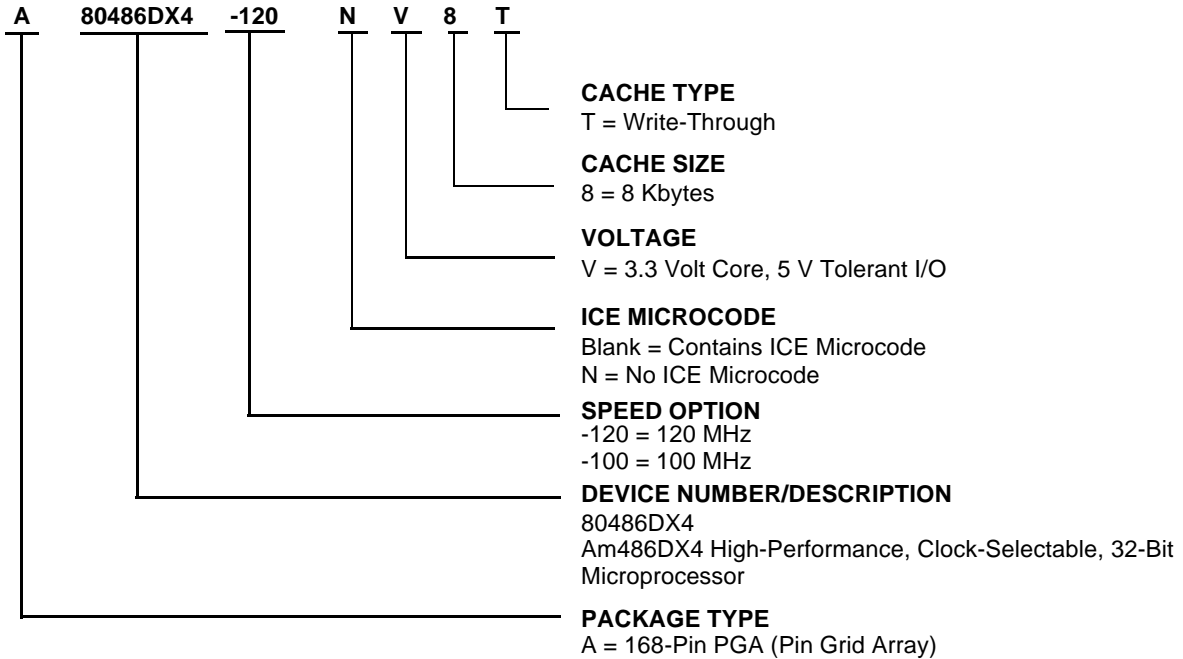 A 80486DX4 -120 N V 8 T
CACHE TYPE
T = Write-Through
CACHE SIZE
8 = 8 Kbytes
VOLTAGE
V = 3.3 Volt Core, 5 V Tolerant I/O
ICE MICROCODE
Blank = Contains ICE Microcode
N = No ICE Microcode
SPEED OPTION
-120 = 120 MHz
-100 = 100 MHz
DEVICE NUMBER/DESCRIPTION
80486DX4
Am486DX4 High-Performance, Clock-Selectable, 32-Bit
Microprocessor
PACKAGE TYPE
A = 168-Pin PGA (Pin Grid Array)